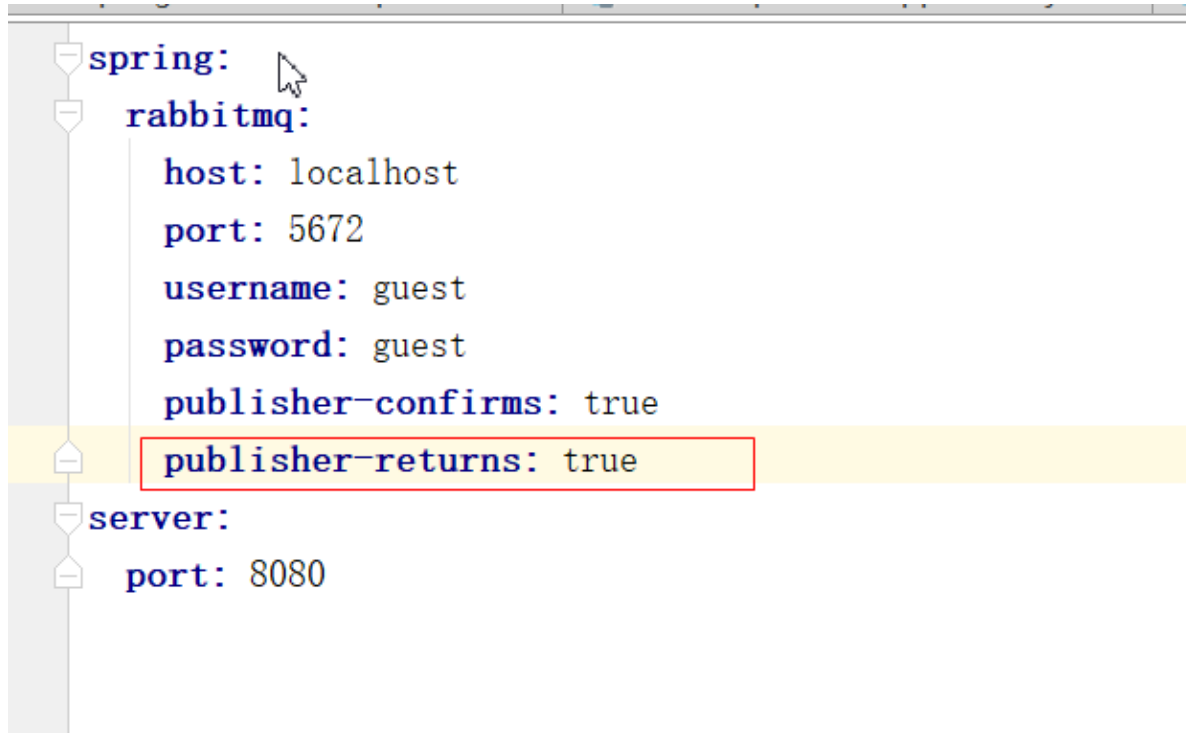 spring:
rabbitmq:
host: localhost
port: 5672
username: guest
password: guest
publisher-confirms: true
publisher-returns: true
server:
port: 8080